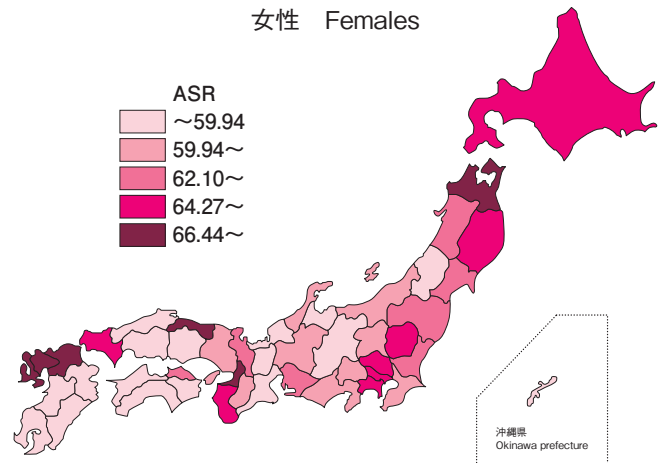 女性　Females
ASR
～59.94
59.94～
62.10～
64.27～
66.44～
沖縄県
Okinawa prefecture